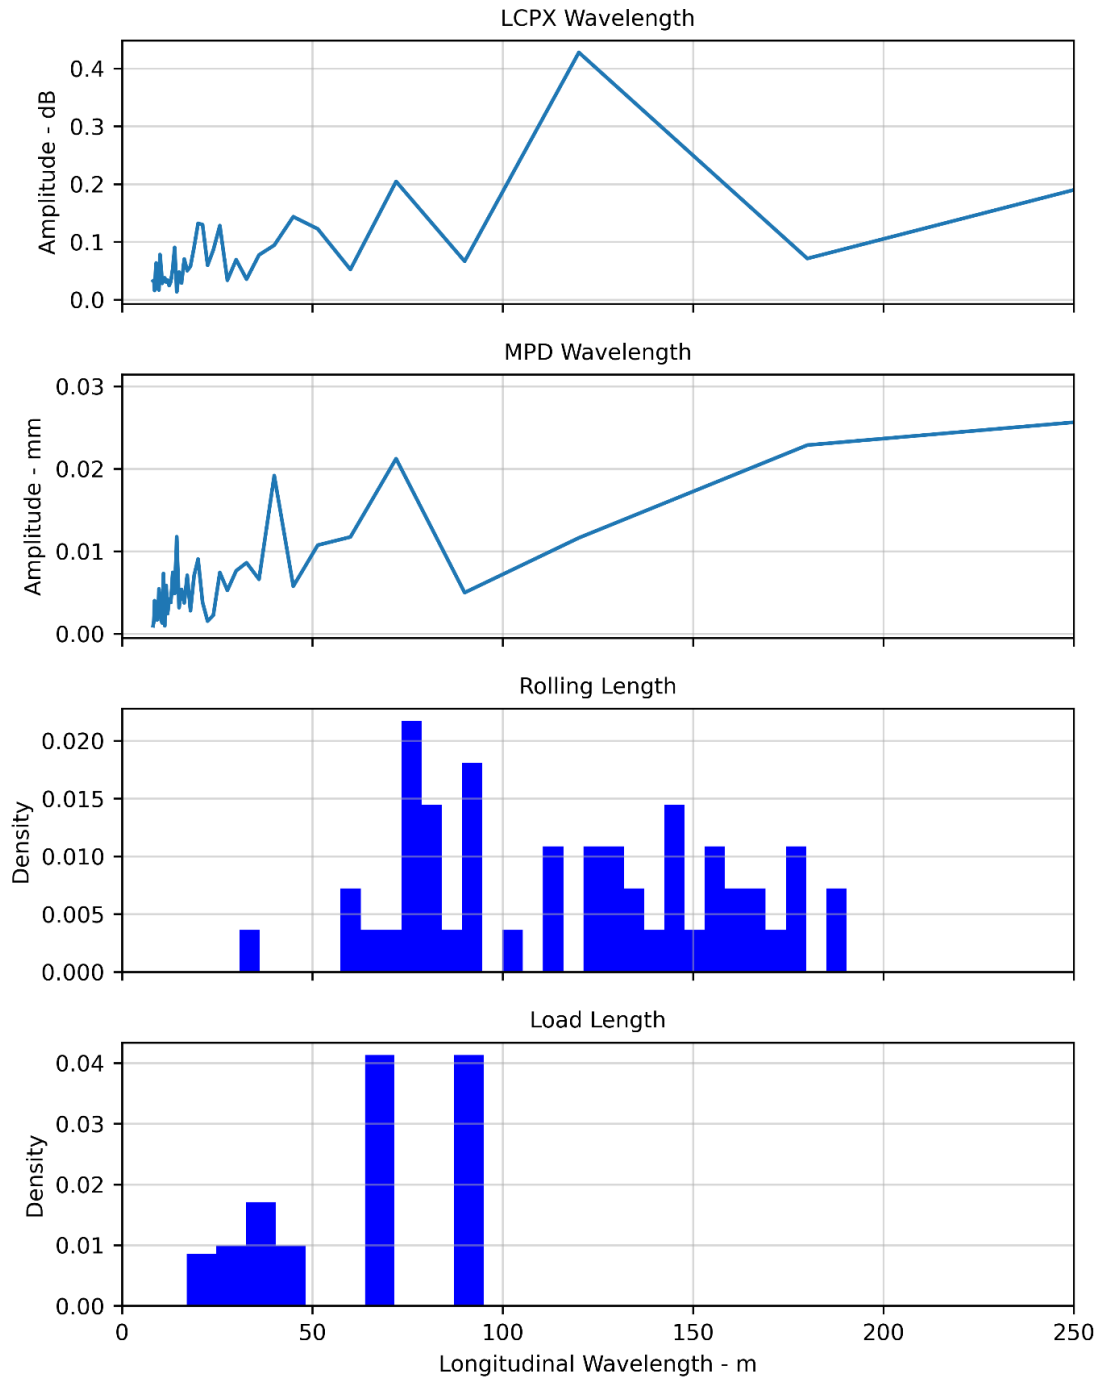 LCPX Wavelength
Amplitude - dB
0.4
0.3
0.2
0.1
0.0
MPD Wavelength
Amplitude - mm
0.03
0.02
0.01
0.00
Rolling Length
Density
0.020
0.015
0.010
0.005
0.000
Load Length
Density
0.04
0.03
0.02
0.01
0.00
0 50 100 150 200 250
Longitudinal Wavelength - m